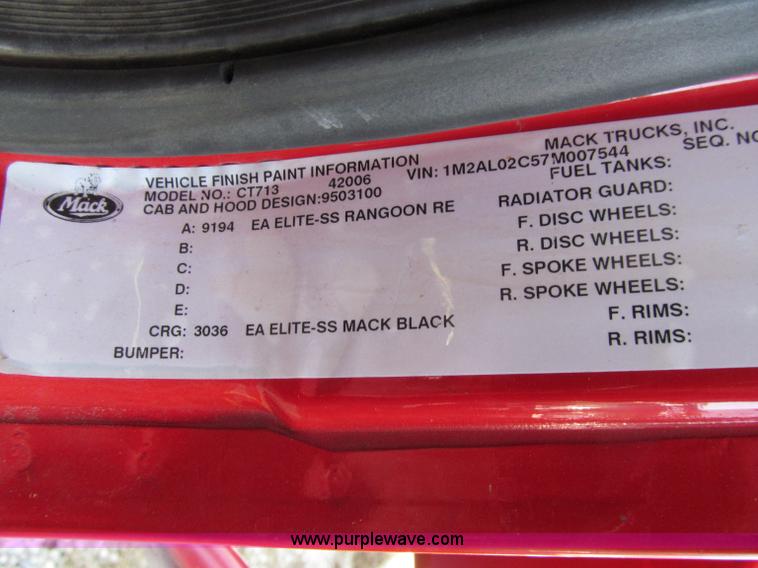 Mack
VEHICLE FINISH PAINT INFORMATION
MACK TRUCKS, INC.
MODEL NO.: CT713 42006 VIN: 1M2AL02C57M007544 SEQ. NO
CAB AND HOOD DESIGN:9503100 FUEL TANKS:
A: 9194 EA ELITE-SS RANGOON RE RADIATOR GUARD:
B: F. DISC WHEELS:
C: R. DISC WHEELS:
D: F. SPOKE WHEELS:
E: R. SPOKE WHEELS:
CRG: 3036 EA ELITE-SS MACK BLACK F. RIMS:
BUMPER: R. RIMS:
www.purplewave.com